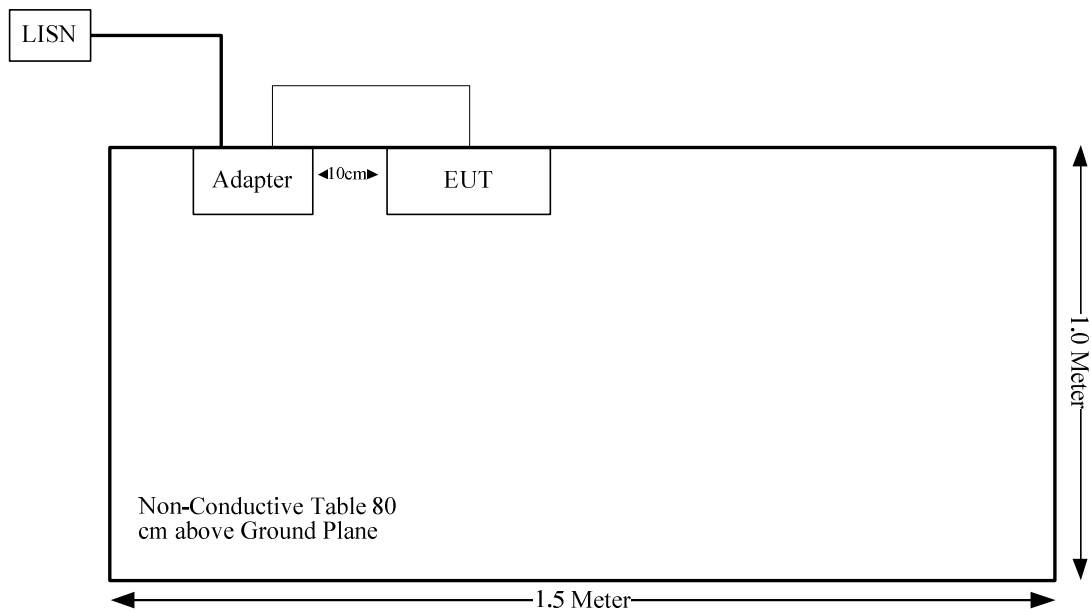 LISN
Adapter
10cm
EUT
1.0 Meter
Non-Conductive Table 80
cm above Ground Plane
1.5 Meter